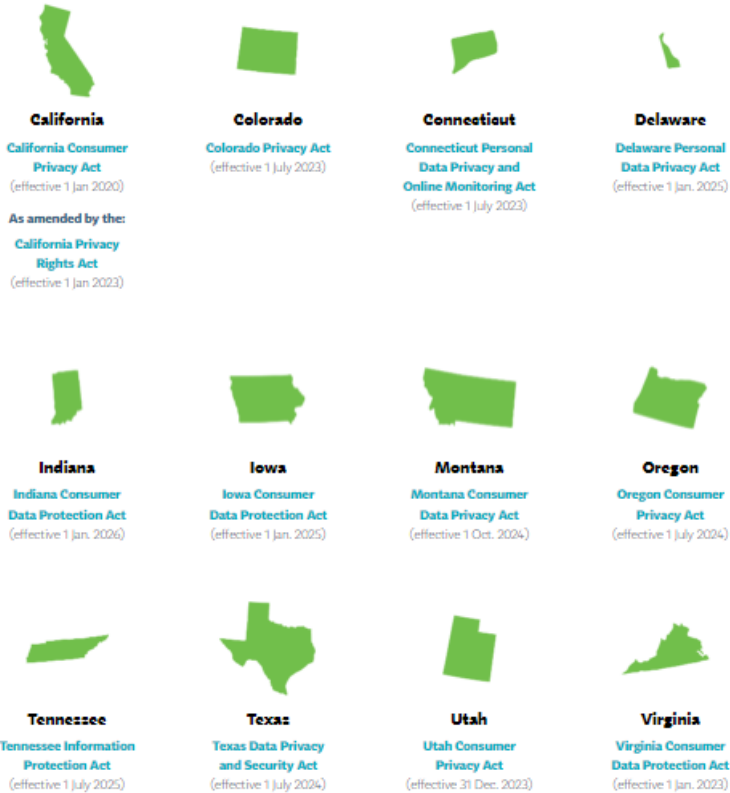 California
California Consumer
Privacy Act
(effective 1 Jan 2020)
As amended by the:
California Privacy
Rights Act
(effective 1 Jan 2023)
Colorado
Colorado Privacy Act
(effective 1 July 2023)
Connecticut
Connecticut Personal
Data Privacy and
Online Monitoring Act
(effective 1 July 2023)
Delaware
Delaware Personal
Data Privacy Act
(effective 1 Jan. 2025)
Indiana
Indiana Consumer
Data Protection Act
(effective 1 Jan. 2026)
Iowa
Iowa Consumer
Data Protection Act
(effective 1 Jan. 2025)
Montana
Montana Consumer
Data Privacy Act
(effective 1 Oct. 2024)
Oregon
Oregon Consumer
Privacy Act
(effective 1 July 2024)
Tennessee
Tennessee Information
Protection Act
(effective 1 July 2025)
Texas
Texas Data Privacy
and Security Act
(effective 1 July 2024)
Utah
Utah Consumer
Privacy Act
(effective 31 Dec. 2023)
Virginia
Virginia Consumer
Data Protection Act
(effective 1 Jan. 2023)